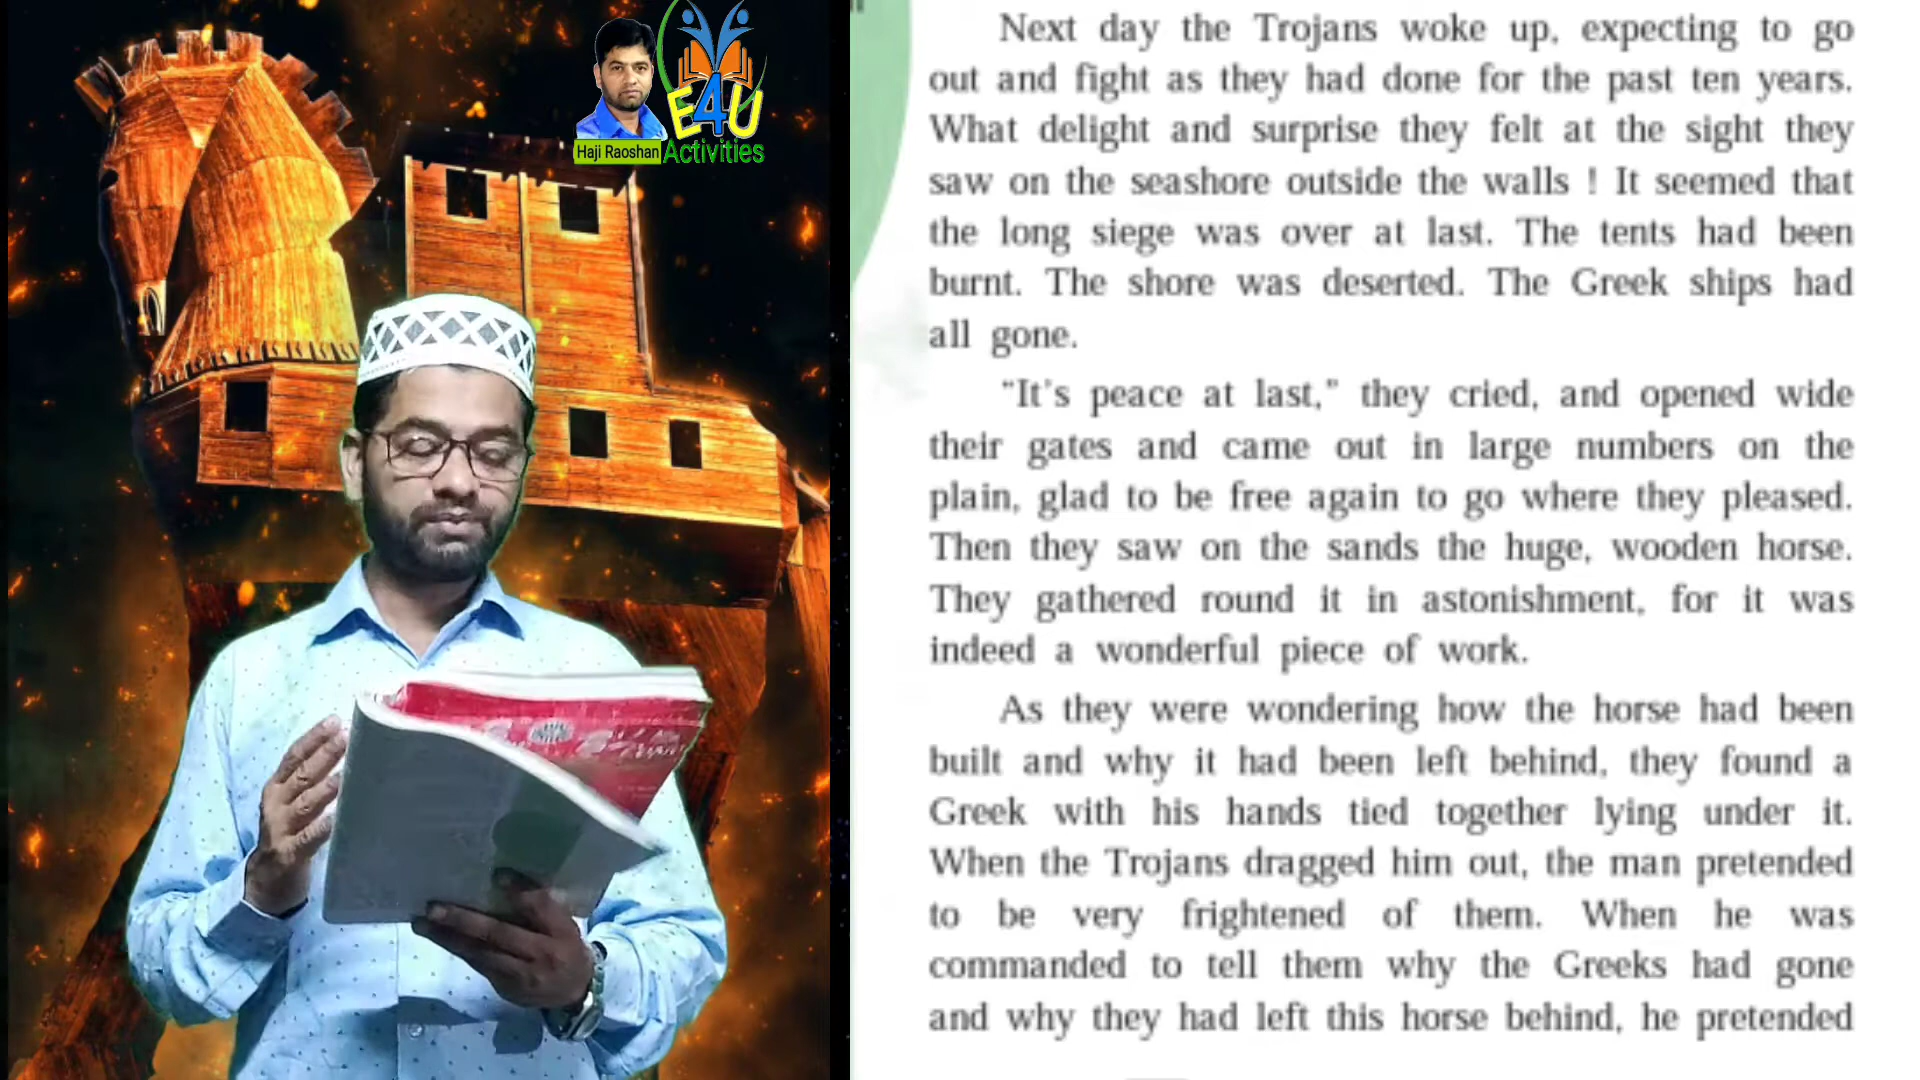 E4U
Haji Raoshan Activities
Next day the Trojans woke up, expecting to go
out and fight as they had done for the past ten years.
What delight and surprise they felt at the sight they
saw on the seashore outside the walls ! It seemed that
the long siege was over at last. The tents had been
burnt. The shore was deserted. The Greek ships had
all gone.
“It's peace at last,” they cried, and opened wide
their gates and came out in large numbers on the
plain, glad to be free again to go where they pleased.
Then they saw on the sands the huge, wooden horse.
They gathered round it in astonishment, for it was
indeed a wonderful piece of work.
As they were wondering how the horse had been
built and why it had been left behind, they found a
Greek with his hands tied together lying under it.
When the Trojans dragged him out, the man pretended
to be very frightened of them. When he was
commanded to tell them why the Greeks had gone
and why they had left this horse behind, he pretended